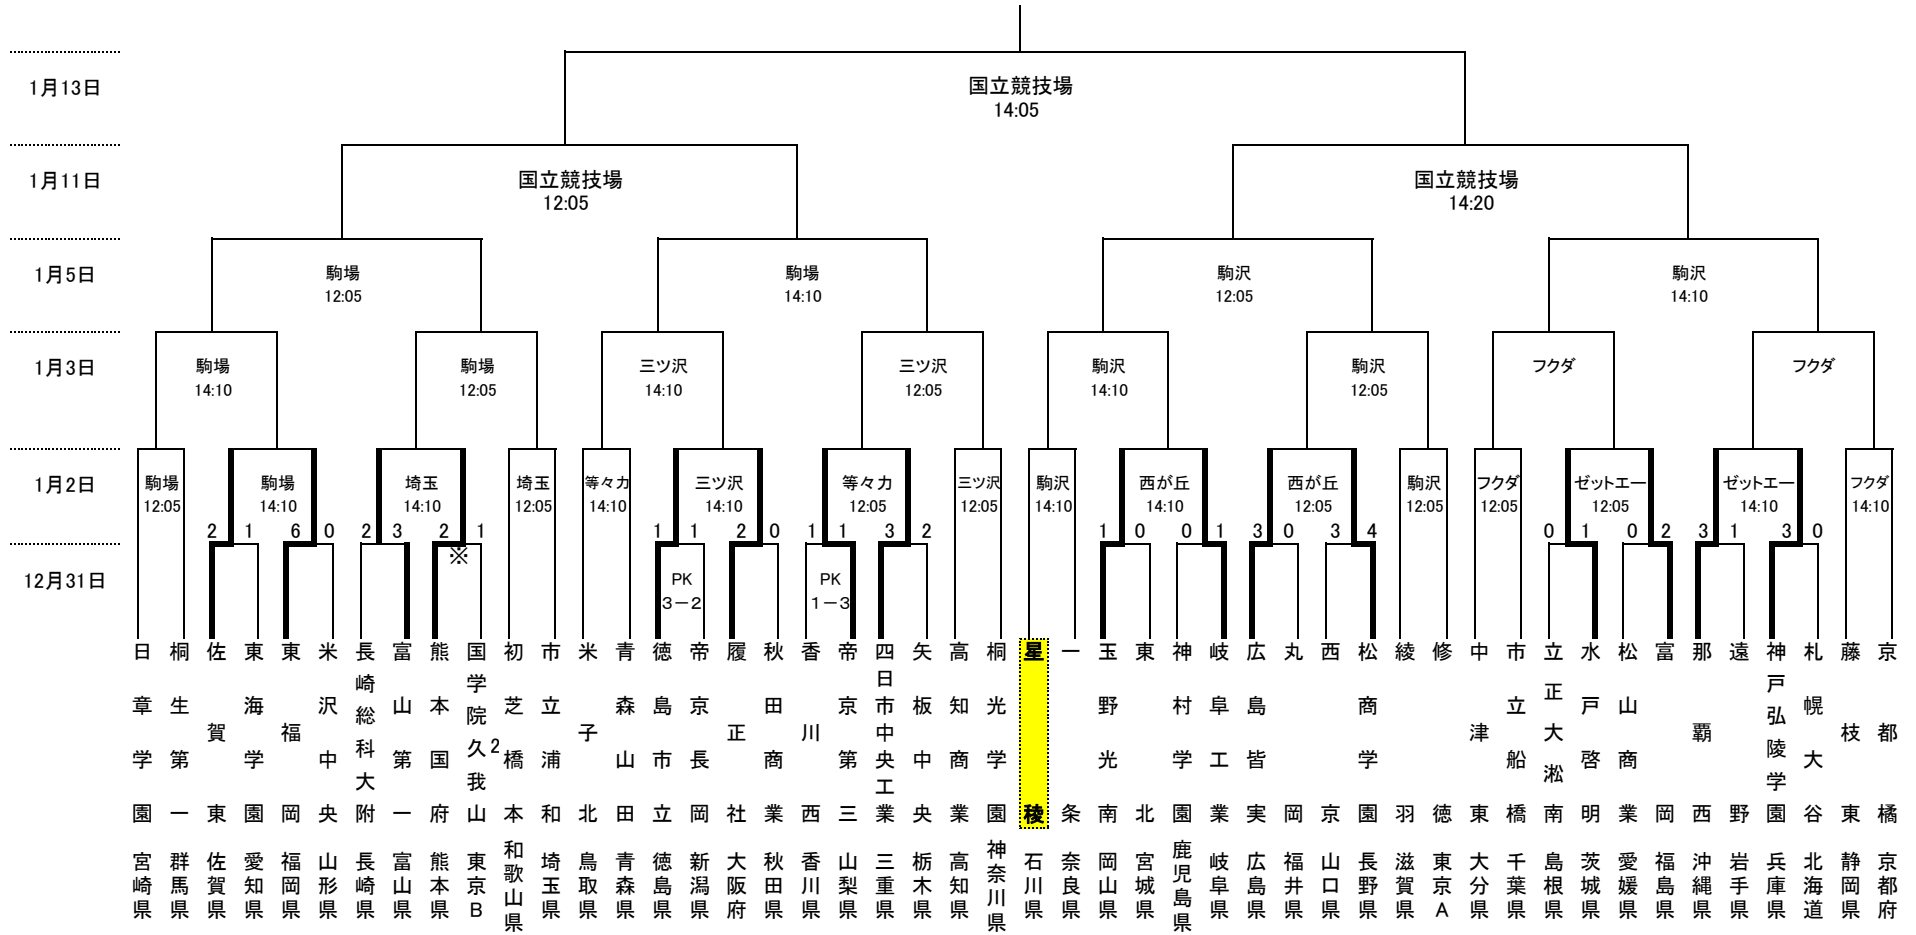 1月13日
国立競技場
14:05
1月11日
国立競技場
12:05
国立競技場
14:20
1月5日
駒場
12:05
駒場
14:10
駒沢
12:05
駒沢
14:10
1月3日
駒場
14:10
駒場
12:05
三ツ沢
14:10
三ツ沢
12:05
駒沢
14:10
駒沢
12:05
フクダ
フクダ
1月2日
駒場
12:05
駒場
14:10
埼玉
14:10
埼玉
12:05
等々力
14:10
三ツ沢
14:10
等々力
12:05
三ツ沢
12:05
駒沢
14:10
西が丘
14:10
西が丘
12:05
駒沢
12:05
フクダ
12:05
ゼットエー
12:05
ゼットエー
14:10
フクダ
14:10
2 1 6 0 2 3 2 1 1 1 2 0 1 1 3 2 1 0 0 1 3 0 3 4 0 1 0 2 3 1 3 0
※
12月31日
PK
3－2
PK
1－3
日章学園
桐生第一
佐賀東
東海学園
東福岡
米沢中央
長崎総科大附
富山第一
熊本国府
国学院久我山
2
初芝橋本
市立浦和
米子北
青森山田
徳島市立
帝京長岡
履正社
秋田商業
香川西
帝京第三
四日市中央工業
矢板中央
高知商業
桐光学園
星稜
一条
玉野光南
東北
神村学園
岐阜工業
広島皆実
丸岡
西京
松商学園
綾羽
修徳
中津東
市立船橋
立正大淞南
水戸啓明
松山商業
富岡
那覇西
遠野
神戸弘陵学園
札幌大谷
藤枝東
京都橘
宮崎県
群馬県
佐賀県
愛知県
福岡県
山形県
長崎県
富山県
熊本県
東京B
和歌山県
埼玉県
鳥取県
青森県
徳島県
新潟県
大阪府
秋田県
香川県
山梨県
三重県
栃木県
高知県
神奈川県
石川県
奈良県
岡山県
宮城県
鹿児島県
岐阜県
広島県
福井県
山口県
長野県
滋賀県
東京A
大分県
千葉県
島根県
茨城県
愛媛県
福島県
沖縄県
岩手県
兵庫県
北海道
静岡県
京都府